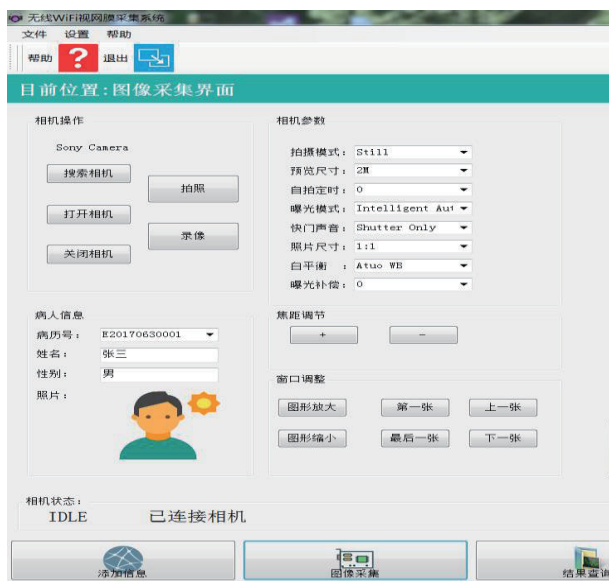 无线WiFi视网膜采集系统
文件 设置 帮助
帮助 ? 退出
目前位置:图像采集界面
相机操作
Sony Camera
搜索相机
拍照
打开相机
录像
关闭相机
相机参数
拍摄模式: Still
预览尺寸: 2M
自拍定时: 0
曝光模式: Intelligent Aut
快门声音: Shutter Only
照片尺寸: 1:1
白平衡 : Atuo WB
曝光补偿: 0
病人信息
病历号: E20170630001
姓名: 张三
性别: 男
照片:
焦距调节
+ -
窗口调整
图形放大 第一张 上一张
图形缩小 最后一张 下一张
相机状态:
IDLE 已连接相机
添加信息 图像采集 结果查询